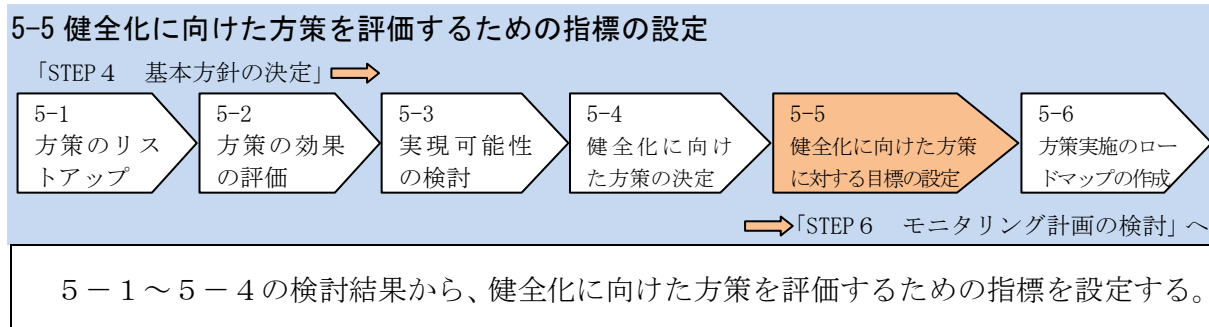 5-5 健全化に向けた方策を評価するための指標の設定
「STEP４　基本方針の決定」
5-1
方策のリス
トアップ
5-2
方策の効果
の評価
5-3
実現可能性
の検討
5-4
健全化に向け
た方策の決定
5-5
健全化に向けた方策
に対する目標の設定
5-6
方策実施のロー
ドマップの作成
「STEP６　モニタリング計画の検討」へ
５－１～５－４の検討結果から、健全化に向けた方策を評価するための指標を設定する。